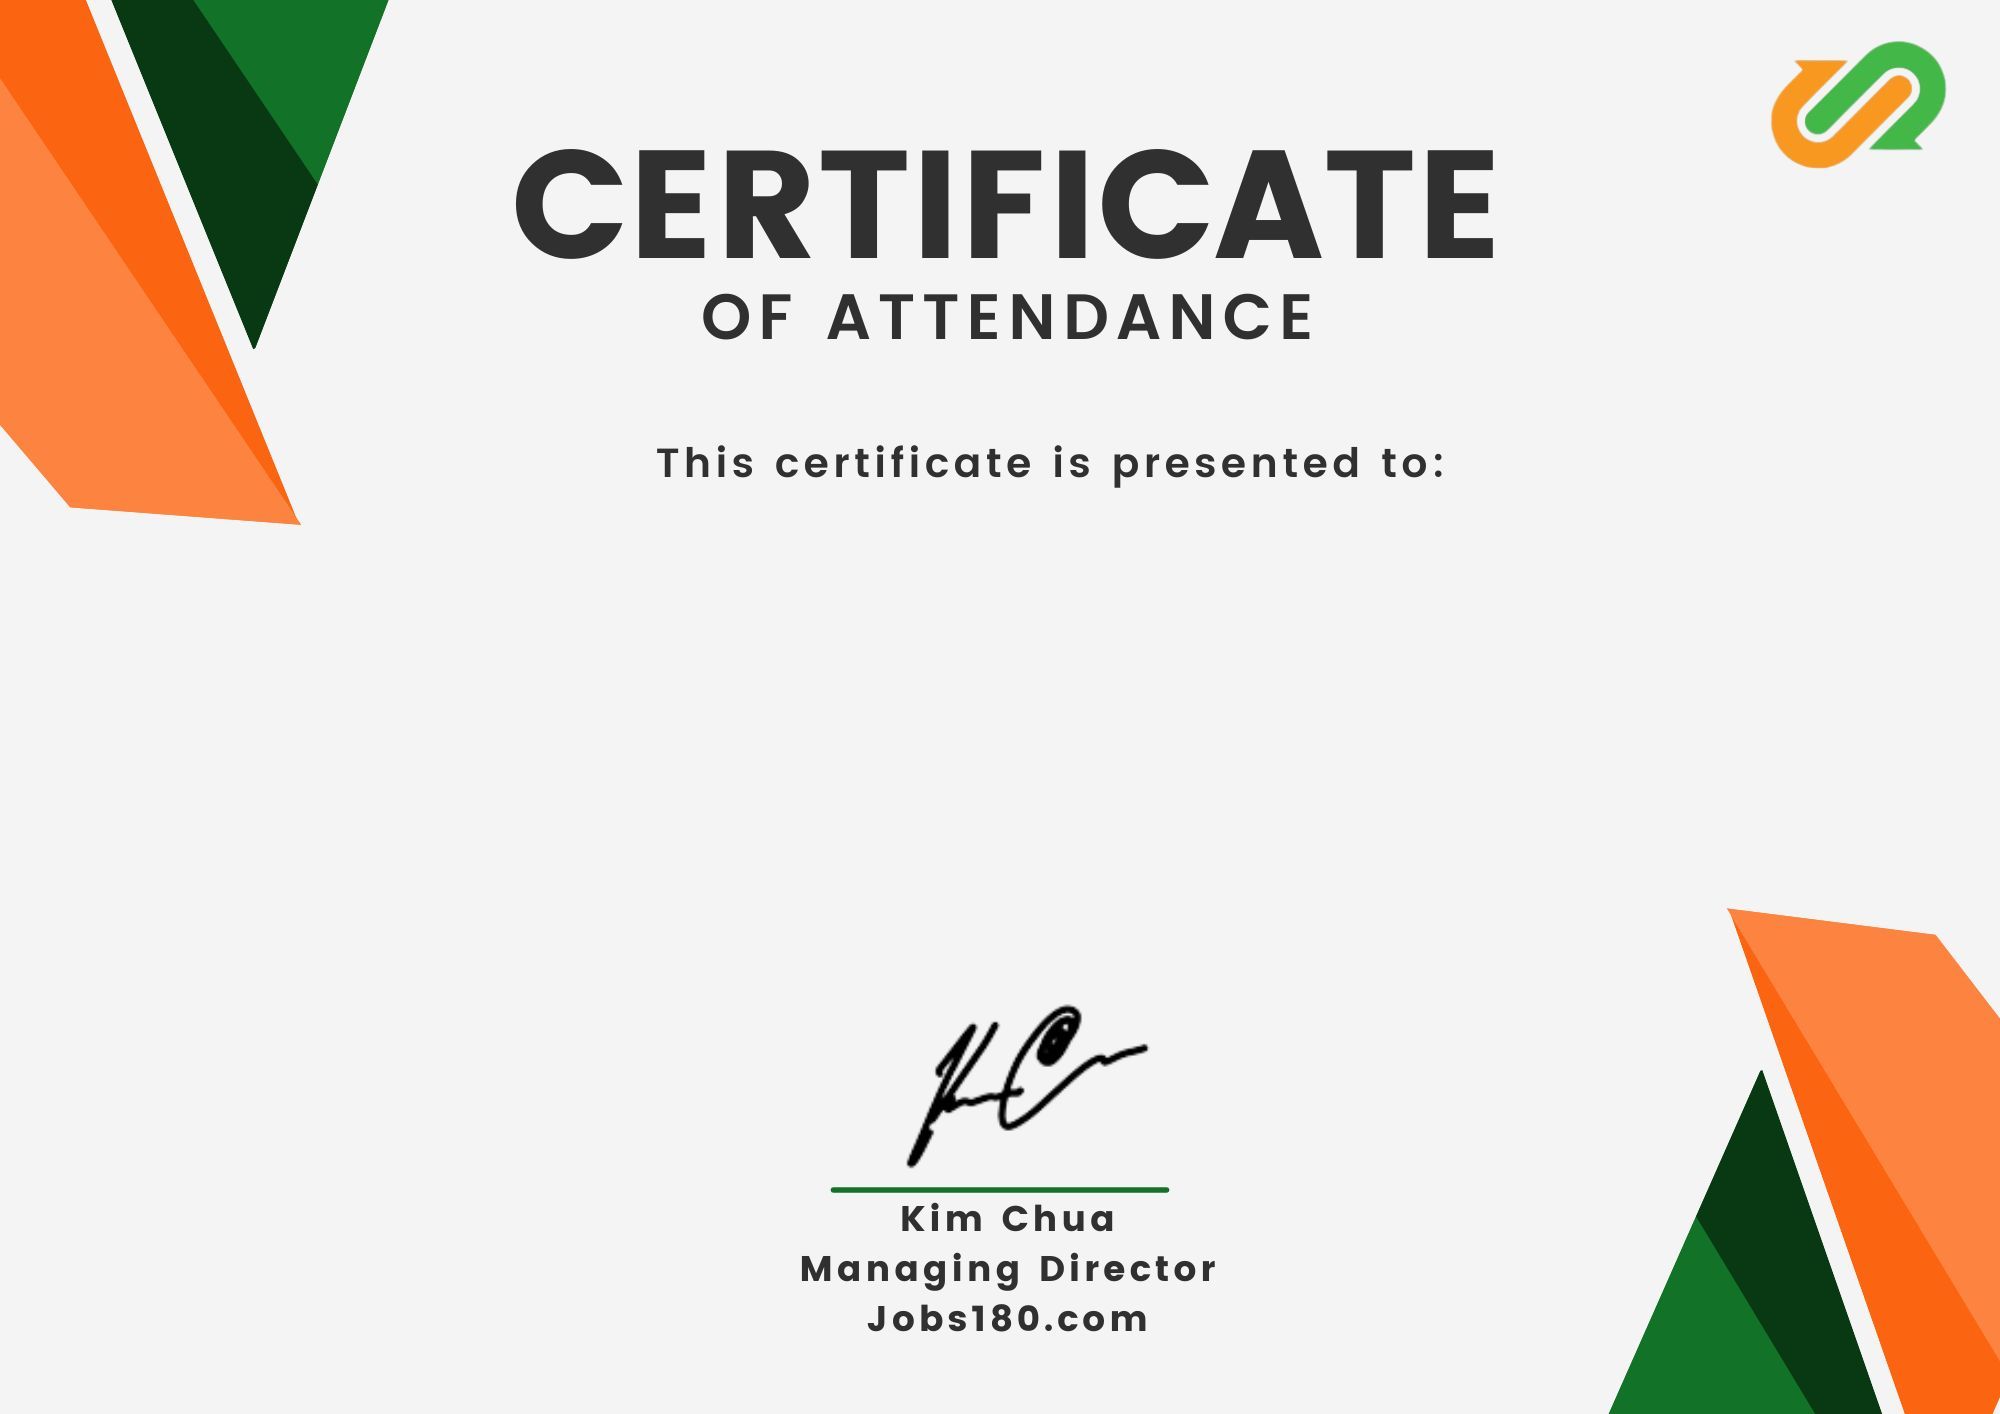 CERTIFICATE
OF ATTENDANCE
This certificate is presented to:
Kim Chua
Managing Director
Jobs180.com